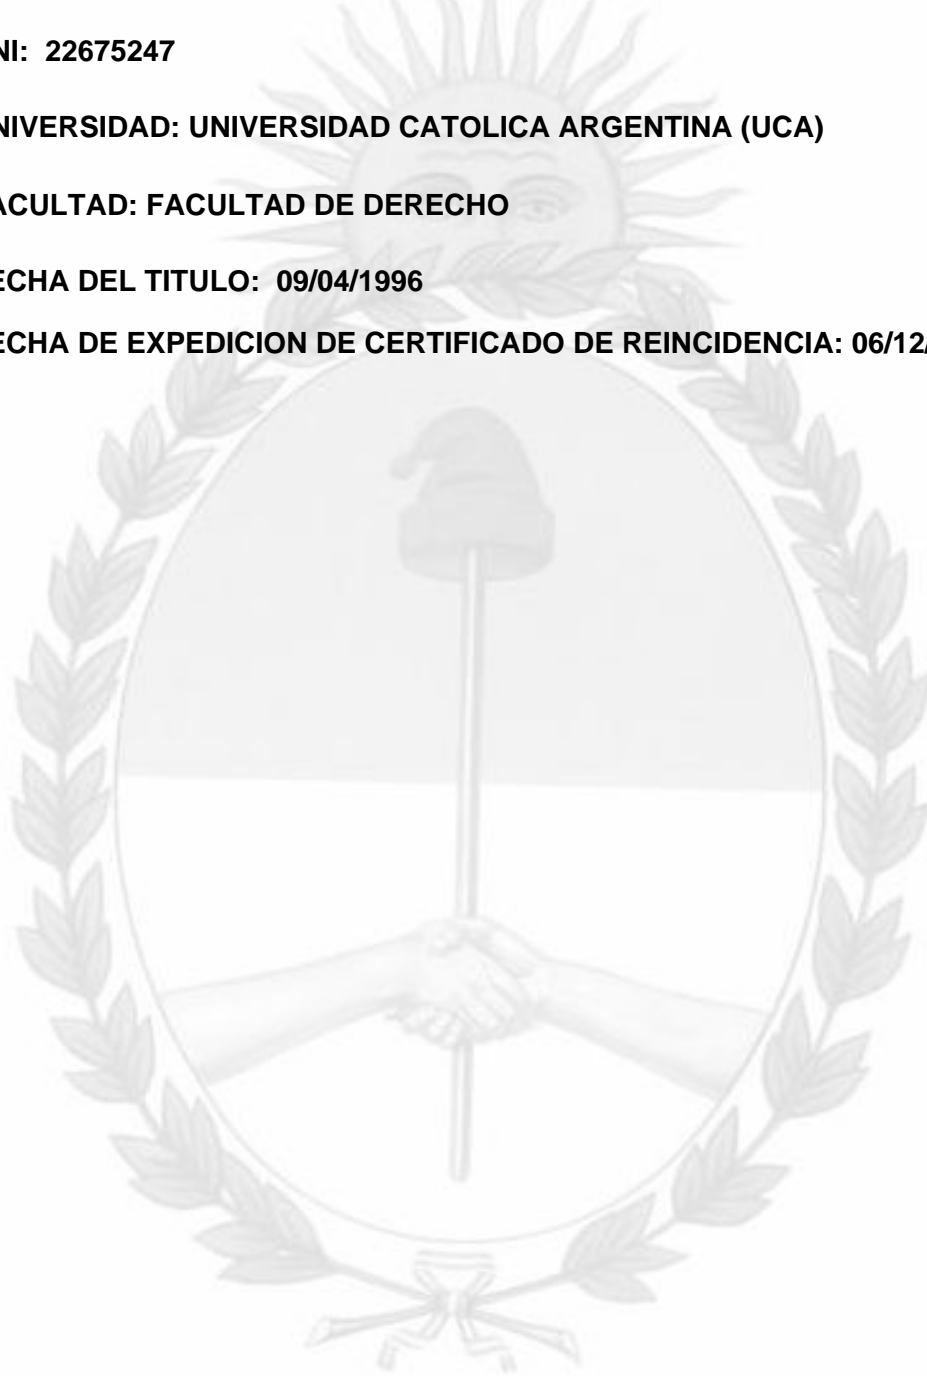 NI: 22675247
NIVERSIDAD: UNIVERSIDAD CATOLICA ARGENTINA (UCA)
ACULTAD: FACULTAD DE DERECHO
ECHA DEL TITULO: 09/04/1996
ECHA DE EXPEDICION DE CERTIFICADO DE REINCIDENCIA: 06/12/